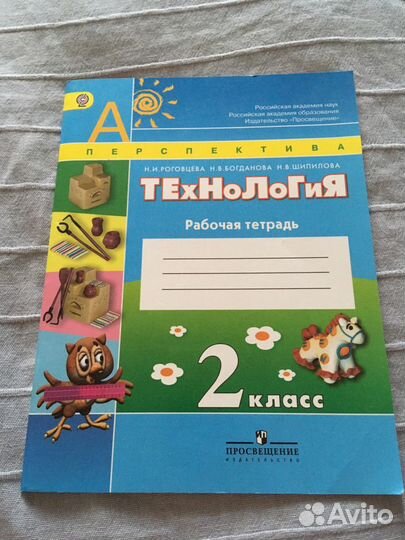 А
Российская академия наук
Российская академия образования
Издательство «Просвещение»
ПЕРСПЕКТИВА
Н.И.РОГОВЦЕВА Н.В.БОГДАНОВА Н.В.ШИПИЛОВА
ТЕхНоЛоГиЯ
Рабочая тетрадь
2 класс
ПРОСВЕЩЕНИЕ
ИЗДАТЕЛЬСТВО
Avito